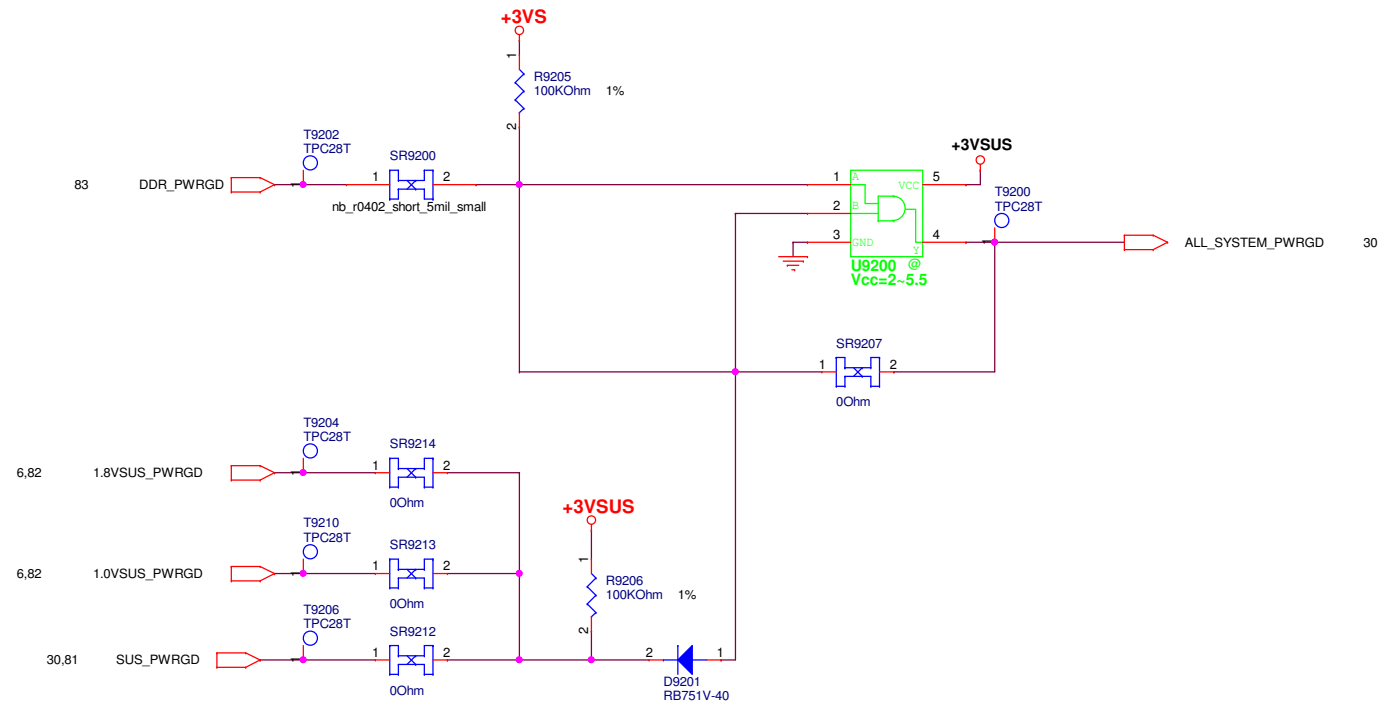 +3VS
1
R9205
100KOhm 1%
2
T9202
TPC28T
SR9200
83 DDR_PWRGD 1 2
nb_r0402_short_5mil_small
+3VSUS
1 A VCC 5
2 B
3 GND Y 4
U9200 @
Vcc=2~5.5
T9200
TPC28T
ALL_SYSTEM_PWRGD 30
SR9207
1 2
0Ohm
T9204
TPC28T
SR9214
6,82 1.8VSUS_PWRGD 1 2
0Ohm
T9210
TPC28T
SR9213
6,82 1.0VSUS_PWRGD 1 2
0Ohm
+3VSUS
1
R9206
100KOhm 1%
2
T9206
TPC28T
SR9212
30,81 SUS_PWRGD 1 2
0Ohm
2 1
D9201
RB751V-40